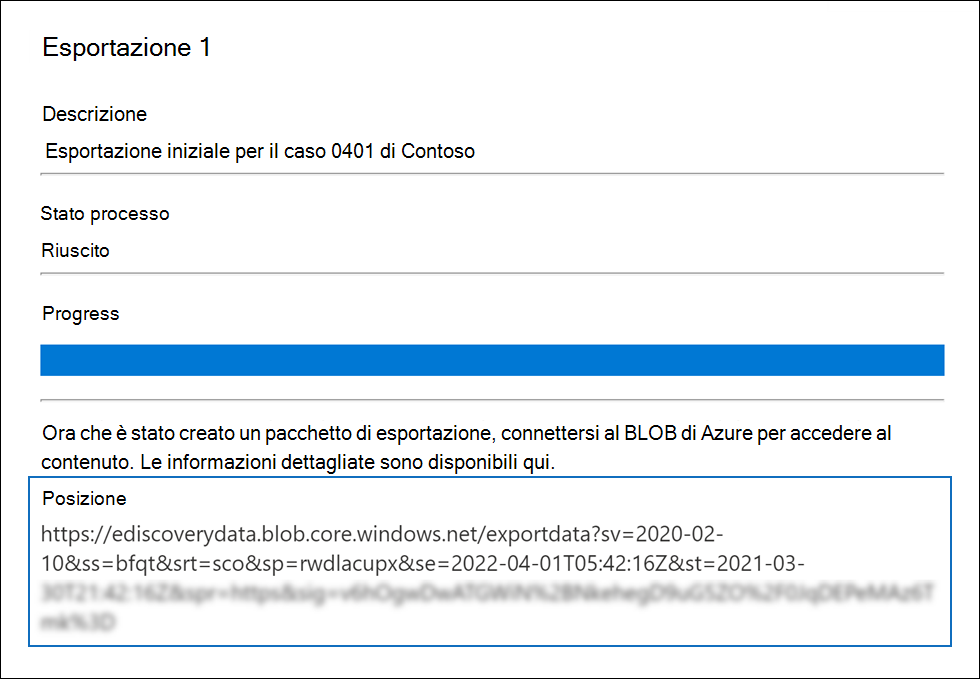 Esportazione 1
Descrizione
Esportazione iniziale per il caso 0401 di Contoso
Stato processo
Riuscito
Progress
Ora che è stato creato un pacchetto di esportazione, connettersi al BLOB di Azure per accedere al
contenuto. Le informazioni dettagliate sono disponibili qui.
Posizione
https://ediscoverydata.blob.core.windows.net/exportdata?sv=2020-02-
10&ss=bfqt&srt=sco&sp=rwdlacupx&se=2022-04-01T05:42:16Z&st=2021-03-